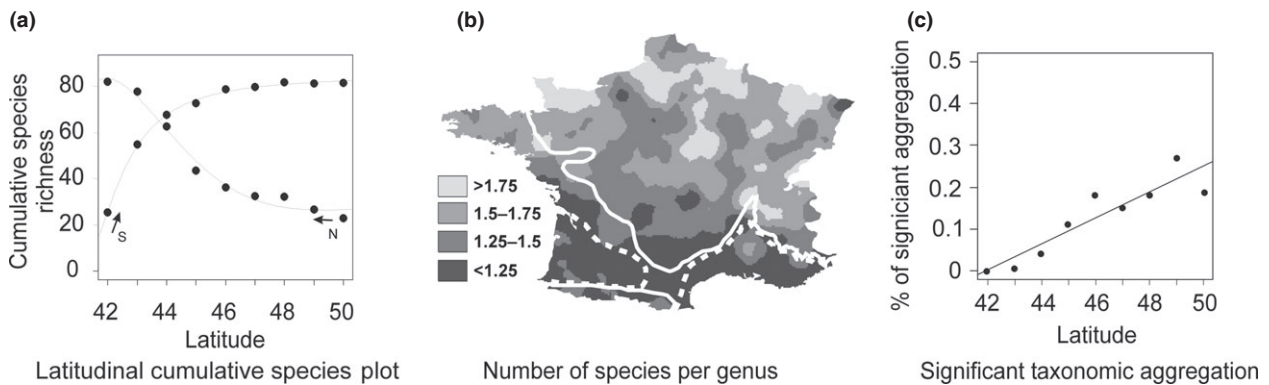 (a)
Cumulative species
richness
80
60
40
20
0
S
N
42 44 46 48 50
Latitude
Latitudinal cumulative species plot
(b)
>1.75
1.5–1.75
1.25–1.5
<1.25
Number of species per genus
(c)
% of signiciant aggregation
0.5
0.4
0.3
0.2
0.1
0
42 44 46 48 50
Latitude
Significant taxonomic aggregation